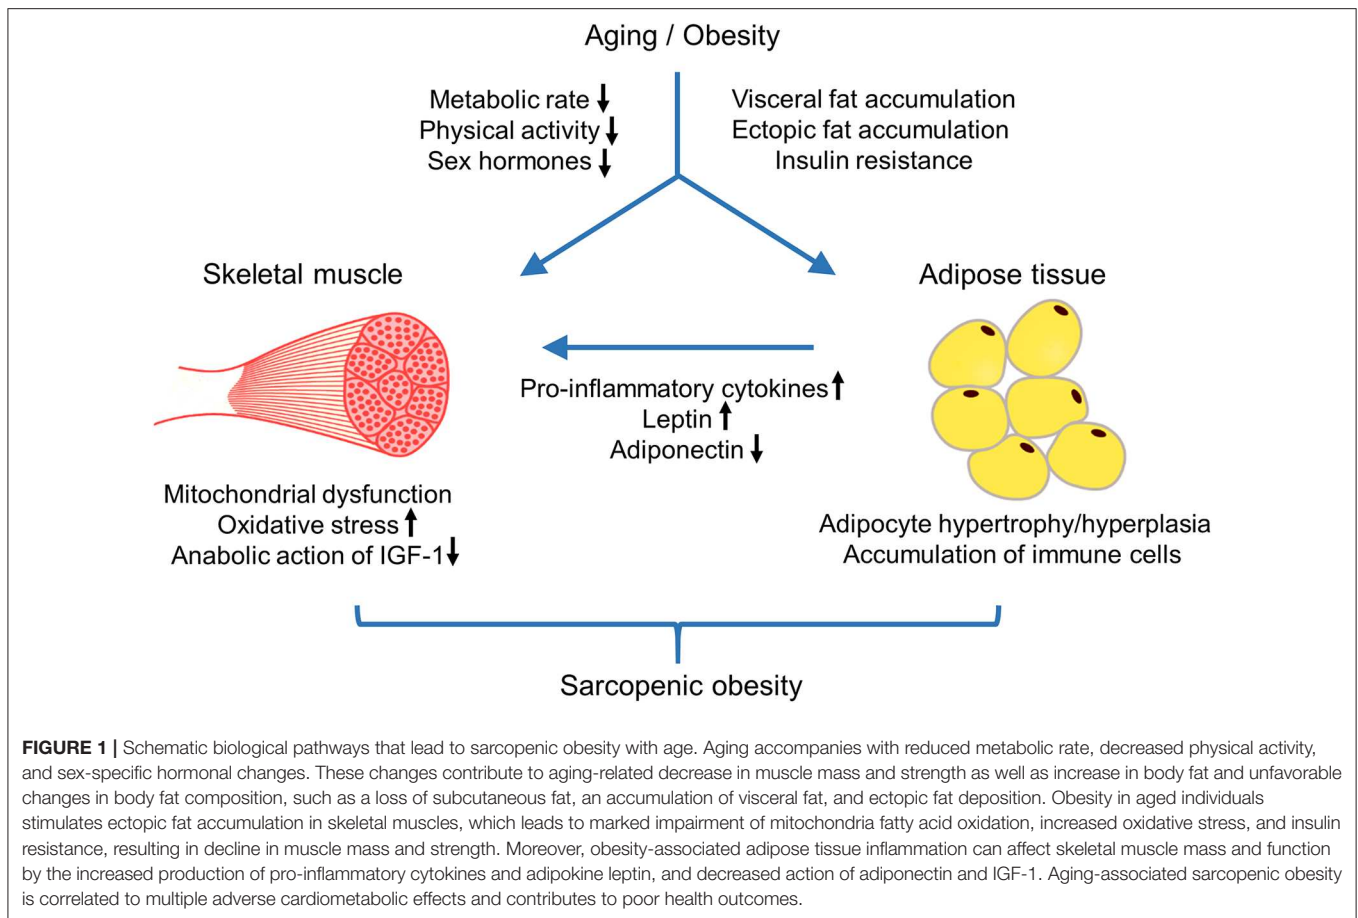 Aging / Obesity
Metabolic rate ↓
Physical activity ↓
Sex hormones ↓
Visceral fat accumulation
Ectopic fat accumulation
Insulin resistance
Skeletal muscle
Adipose tissue
Pro-inflammatory cytokines ↑
Leptin ↑
Adiponectin ↓
Mitochondrial dysfunction
Oxidative stress ↑
Anabolic action of IGF-1 ↓
Adipocyte hypertrophy/hyperplasia
Accumulation of immune cells
Sarcopenic obesity
FIGURE 1 | Schematic biological pathways that lead to sarcopenic obesity with age. Aging accompanies with reduced metabolic rate, decreased physical activity,
and sex-specific hormonal changes. These changes contribute to aging-related decrease in muscle mass and strength as well as increase in body fat and unfavorable
changes in body fat composition, such as a loss of subcutaneous fat, an accumulation of visceral fat, and ectopic fat deposition. Obesity in aged individuals
stimulates ectopic fat accumulation in skeletal muscles, which leads to marked impairment of mitochondria fatty acid oxidation, increased oxidative stress, and insulin
resistance, resulting in decline in muscle mass and strength. Moreover, obesity-associated adipose tissue inflammation can affect skeletal muscle mass and function
by the increased production of pro-inflammatory cytokines and adipokine leptin, and decreased action of adiponectin and IGF-1. Aging-associated sarcopenic obesity
is correlated to multiple adverse cardiometabolic effects and contributes to poor health outcomes.